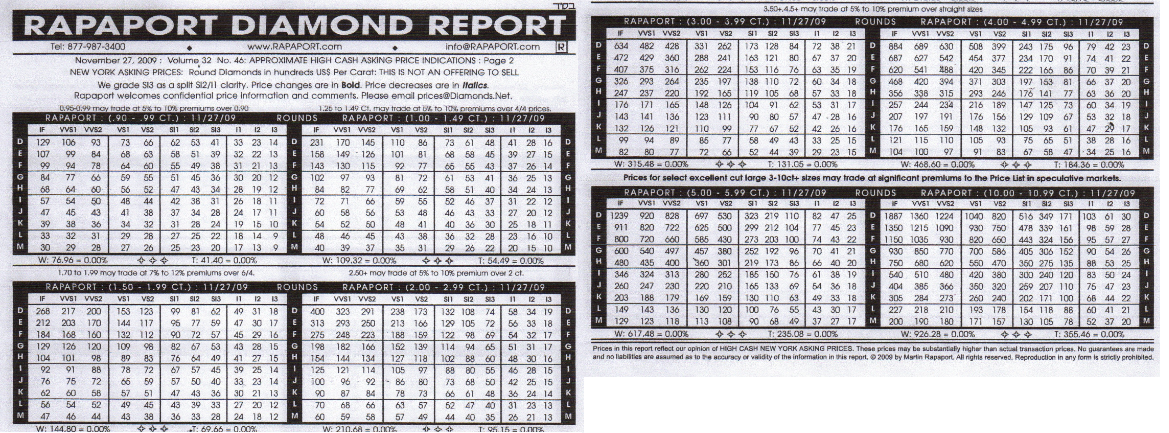 בס"ד
RAPAPORT DIAMOND REPORT
Tel: 877-987-3400 ◆ www.RAPAPORT.com ◆ info@RAPAPORT.com R
November 27, 2009 : Volume 32 No. 46: APPROXIMATE HIGH CASH ASKING PRICE INDICATIONS : Page 2
NEW YORK ASKING PRICES: Round Diamonds in hundreds US$ Per Carat: THIS IS NOT AN OFFERING TO SELL
We grade SI3 as a split SI2/I1 clarity. Price changes are in Bold. Price decreases are in Italics.
Rapaport welcomes confidential price information and comments. Please email prices@Diamonds.Net.
0.95-0.99 may trade at 5% to 10% premiums over 0.90 1.25 to 1.49 Ct. may trade at 5% to 10% premiums over 4/4 prices.
RAPAPORT : (.90 - .99 CT.) : 11/27/09 ROUNDS RAPAPORT : (1.00 - 1.49 CT.) : 11/27/09
IF VVS1 VVS2 VS1 VS2 SI1 SI2 SI3 I1 I2 I3 IF VVS1 VVS2 VS1 VS2 SI1 SI2 SI3 I1 I2 I3
D 129 106 93 73 66 62 53 41 33 23 14 D 231 170 145 110 86 73 61 48 41 28 16
E 107 99 84 68 65 58 51 39 32 22 13 E 158 149 126 101 81 68 58 45 39 27 15
F 99 94 78 64 60 55 49 38 31 21 13 F 143 130 115 92 77 65 55 43 37 26 14
G 84 77 66 59 55 51 45 36 30 20 12 G 102 97 93 81 72 61 53 41 36 25 13
H 68 64 60 56 52 47 43 34 28 19 12 H 84 82 77 69 62 58 51 40 34 24 13
I 57 54 50 48 44 42 38 31 26 18 11 I 72 71 66 59 55 52 46 37 31 22 12
J 47 45 43 41 38 37 34 28 24 17 11 J 60 58 56 53 48 46 43 33 27 20 12
K 39 38 36 34 32 31 28 24 19 15 10 K 54 52 50 48 41 40 36 30 25 18 11
L 33 32 31 29 28 27 25 22 18 14 9 L 48 46 45 43 38 36 32 28 23 16 10
M 30 29 28 27 26 25 23 20 17 13 9 M 40 39 37 35 31 29 26 22 20 15 10
W: 76.96 = 0.00% T: 41.40 = 0.00% W: 109.32 = 0.00% T: 54.49 = 0.00%
1.70 to 1.99 may trade at 7% to 12% premiums over 6/4. 2.50+ may trade at 5% to 10% premium over 2 ct.
RAPAPORT : (1.50 - 1.99 CT.) : 11/27/09 ROUNDS RAPAPORT : (2.00 - 2.99 CT.) : 11/27/09
IF VVS1 VVS2 VS1 VS2 SI1 SI2 SI3 I1 I2 I3 IF VVS1 VVS2 VS1 VS2 SI1 SI2 SI3 I1 I2 I3
D 268 217 200 153 123 99 81 62 49 31 18 D 400 323 291 238 173 132 108 74 58 34 19
E 212 203 170 144 117 95 77 59 47 30 17 E 313 293 250 213 166 129 105 72 56 33 18
F 184 168 160 132 112 90 72 57 45 29 16 F 275 248 223 188 159 122 98 69 54 32 17
G 129 126 120 109 98 82 67 53 43 28 15 G 198 182 166 152 139 114 94 65 51 31 17
H 104 101 98 89 83 76 64 49 41 27 15 H 154 144 134 127 118 102 88 60 48 30 16
I 92 91 88 78 72 67 57 45 39 25 14 I 125 121 114 105 97 88 80 55 46 28 15
J 76 75 72 65 59 57 50 40 33 23 14 J 100 96 92 86 80 73 68 50 42 25 15
K 62 60 58 57 51 47 43 36 30 21 13 K 90 87 84 78 73 66 61 48 36 24 14
L 56 54 52 49 45 43 39 33 27 20 12 L 70 68 66 63 57 52 47 40 31 23 13
M 47 46 44 43 38 36 33 28 24 18 12 M 60 59 58 57 49 44 40 35 26 21 13
W: 144.80 = 0.00% T: 69.66 = 0.00% W: 210.68 = 0.00% T: 95.15 = 0.00%
3.50+,4.5+ may trade at 5% to 10% premium over straight sizes
RAPAPORT : (3.00 - 3.99 CT.) : 11/27/09 ROUNDS RAPAPORT : (4.00 - 4.99 CT.) : 11/27/09
IF VVS1 VVS2 VS1 VS2 SI1 SI2 SI3 I1 I2 I3 IF VVS1 VVS2 VS1 VS2 SI1 SI2 SI3 I1 I2 I3
D 634 482 428 331 262 173 128 84 72 38 21 D 884 689 630 508 399 243 175 96 79 42 23
E 472 429 360 288 241 163 121 80 67 37 20 E 687 627 542 454 377 234 170 91 74 41 22
F 407 375 316 262 224 153 116 76 63 35 19 F 620 541 488 420 345 222 166 86 70 39 21
G 326 293 264 235 197 138 110 72 60 34 18 G 468 420 394 371 303 197 153 81 66 37 20
H 247 237 220 192 165 119 105 68 57 33 18 H 356 338 315 293 246 176 141 77 63 36 20
I 176 171 165 148 126 104 91 62 53 31 17 I 257 244 234 216 189 147 125 73 60 34 19
J 143 141 136 123 111 90 80 57 47 28 16 J 207 197 191 176 156 129 109 67 53 32 18
K 132 126 121 110 99 77 67 52 42 26 16 K 176 165 159 148 132 105 93 61 47 30 17
L 92 90 87 85 77 58 49 43 33 25 15 L 121 115 110 105 93 75 65 51 38 28 16
M 82 80 77 72 66 52 44 39 29 23 15 M 104 100 97 91 83 67 58 47 34 25 16
W: 315.48 = 0.00% T: 131.05 = 0.00% W: 468.60 = 0.00% T: 184.36 = 0.00%
Prices for select excellent cut large 3-10ct+ sizes may trade at significant premiums to the Price List in speculative markets.
RAPAPORT : (5.00 - 5.99 CT.) : 11/27/09 ROUNDS RAPAPORT : (10.00 - 10.99 CT.) : 11/27/09
IF VVS1 VVS2 VS1 VS2 SI1 SI2 SI3 I1 I2 I3 IF VVS1 VVS2 VS1 VS2 SI1 SI2 SI3 I1 I2 I3
D 1239 920 828 697 530 323 219 110 82 47 25 D 1887 1360 1224 1040 820 516 349 171 103 61 30
E 911 820 722 625 500 299 212 104 77 45 23 E 1350 1215 1090 930 750 478 339 161 98 59 28
F 800 720 660 585 430 273 203 100 74 43 22 F 1150 1035 930 820 650 443 324 156 95 57 27
G 600 540 497 457 380 252 192 96 70 41 21 G 930 850 770 700 586 405 306 152 90 54 26
H 480 435 400 365 301 219 173 86 66 40 20 H 750 680 620 550 470 350 275 135 88 53 25
I 346 324 313 280 252 185 150 76 61 38 19 I 540 510 480 420 380 300 240 120 83 50 24
J 260 247 230 220 210 165 133 69 54 36 18 J 404 385 366 350 320 259 207 110 75 47 23
K 203 188 179 169 159 130 110 63 49 33 18 K 305 284 273 260 240 202 171 100 68 44 22
L 149 143 136 130 120 100 76 55 43 30 17 L 227 218 210 193 178 154 118 88 60 41 21
M 129 123 118 113 108 87 68 49 37 27 17 M 200 190 180 167 157 130 105 78 52 37 20
W: 617.48 = 0.00% T: 235.08 = 0.00% W: 926.28 = 0.00% T: 355.46 = 0.00%
Prices in this report reflect our opinion of HIGH CASH NEW YORK ASKING PRICES. These prices may be substantially higher than actual transaction prices. No guarantees are made
and no liabilities are assumed as to the accuracy or validity of the information in this report. © 2009 by Martin Rapaport. All rights reserved. Reproduction in any form is strictly prohibited.